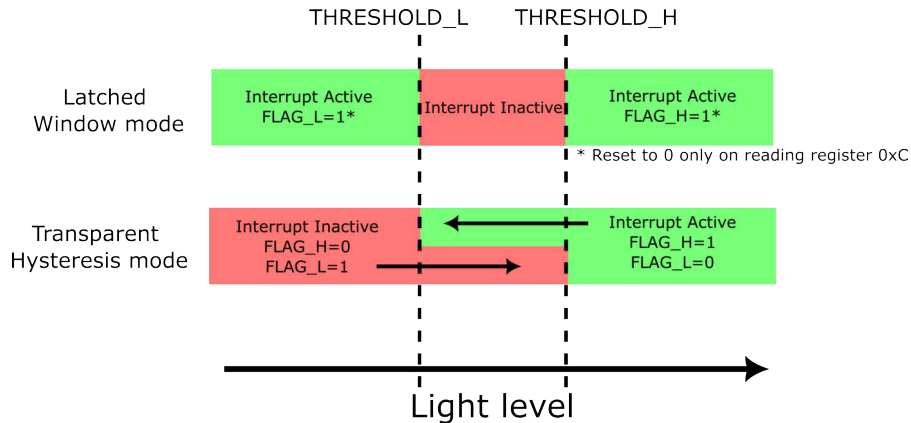 THRESHOLD_L
THRESHOLD_H
Latched
Window mode
Interrupt Active
FLAG_L=1*
Interrupt Inactive
Interrupt Active
FLAG_H=1*
* Reset to 0 only on reading register 0xC
Transparent
Hysteresis mode
Interrupt Inactive
FLAG_H=0
FLAG_L=1
Interrupt Active
FLAG_H=1
FLAG_L=0
Light level